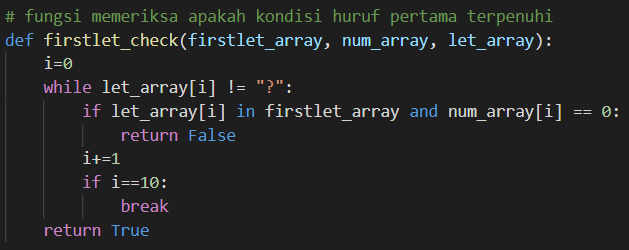 # fungsi memeriksa apakah kondisi huruf pertama terpenuhi
def firstlet_check(firstlet_array, num_array, let_array):
    i=0
    while let_array[i] != "?":
        if let_array[i] in firstlet_array and num_array[i] == 0:
            return False
        i+=1
        if i==10:
            break
    return True